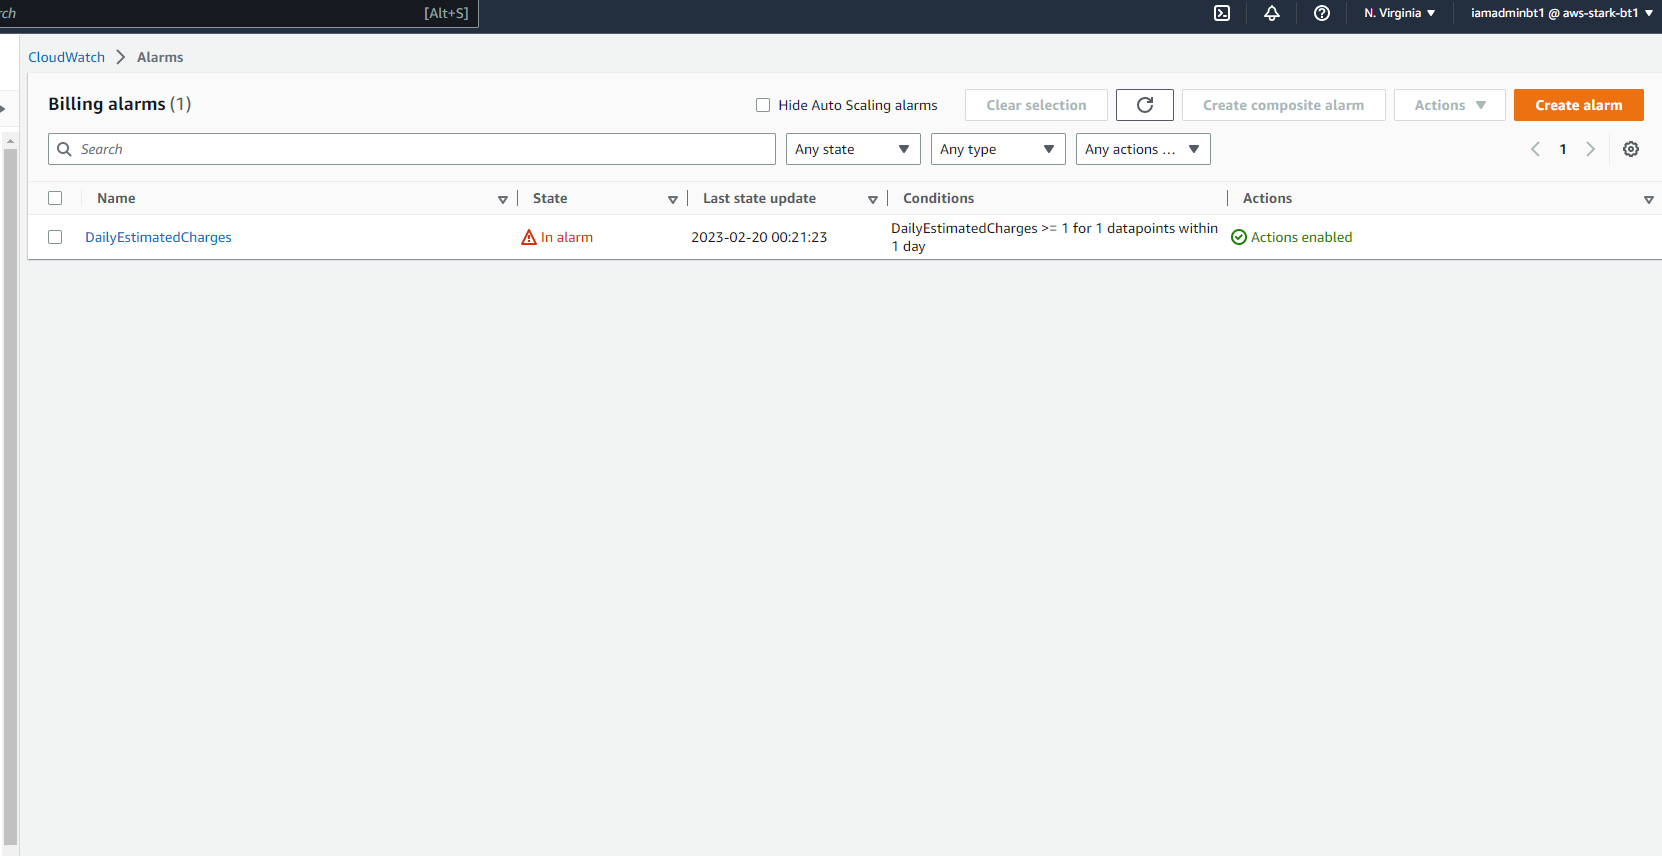 rch [Alt+S] N. Virginia iamadminbt1 @ aws-stark-bt1
CloudWatch Alarms
Billing alarms (1) Hide Auto Scaling alarms Clear selection Create composite alarm Actions Create alarm
Search Any state Any type Any actions ... 1
Name State Last state update Conditions Actions
DailyEstimatedCharges In alarm 2023-02-20 00:21:23 DailyEstimatedCharges >= 1 for 1 datapoints within
1 day Actions enabled